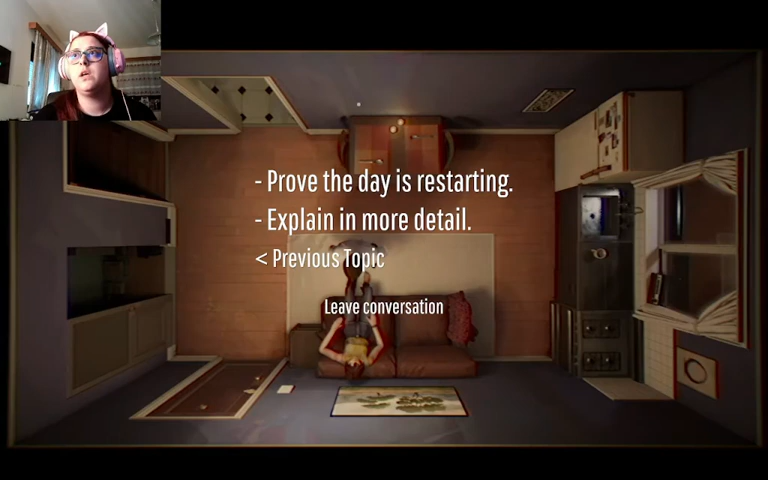 - Prove the day is restarting.
- Explain in more detail.
< Previous Topic
Leave conversation